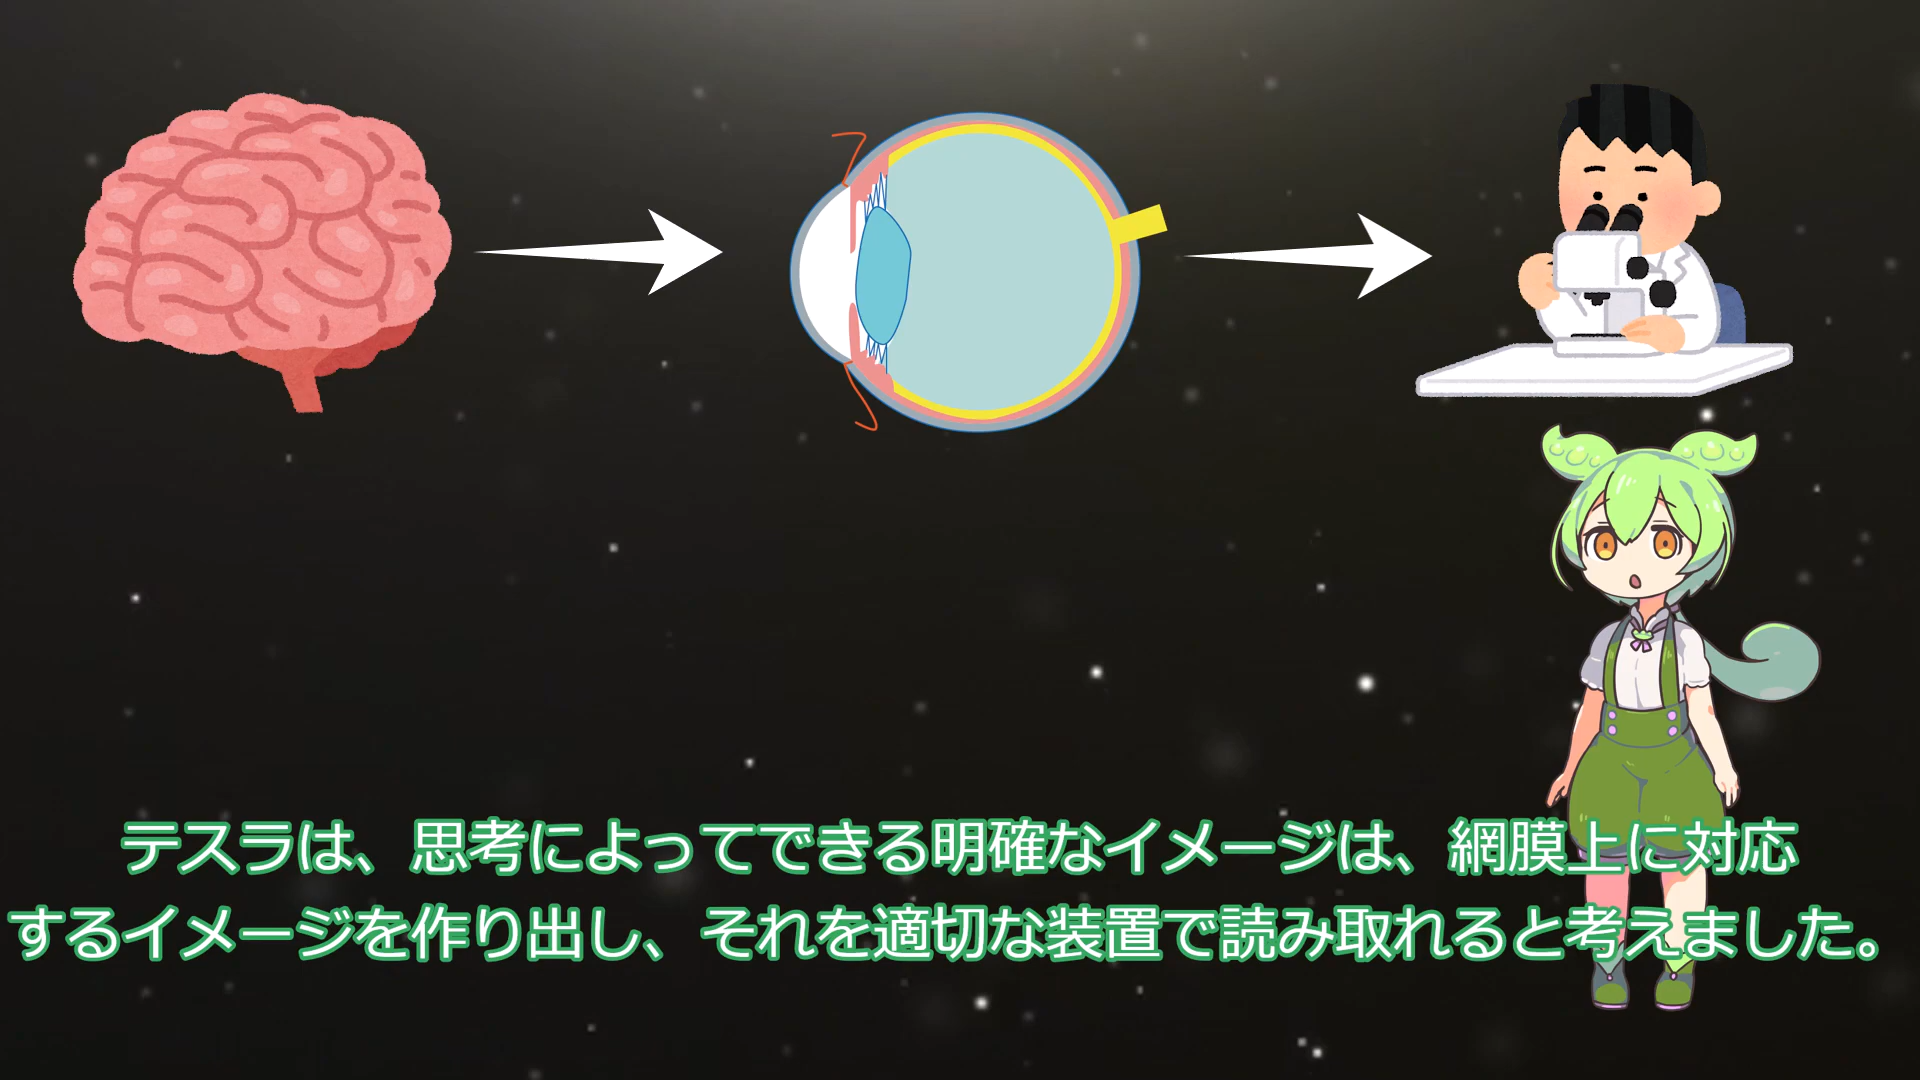 テスラは、思考によってできる明確なイメージは、網膜上に対応
するイメージを作り出し、それを適切な装置で読み取れると考えました。